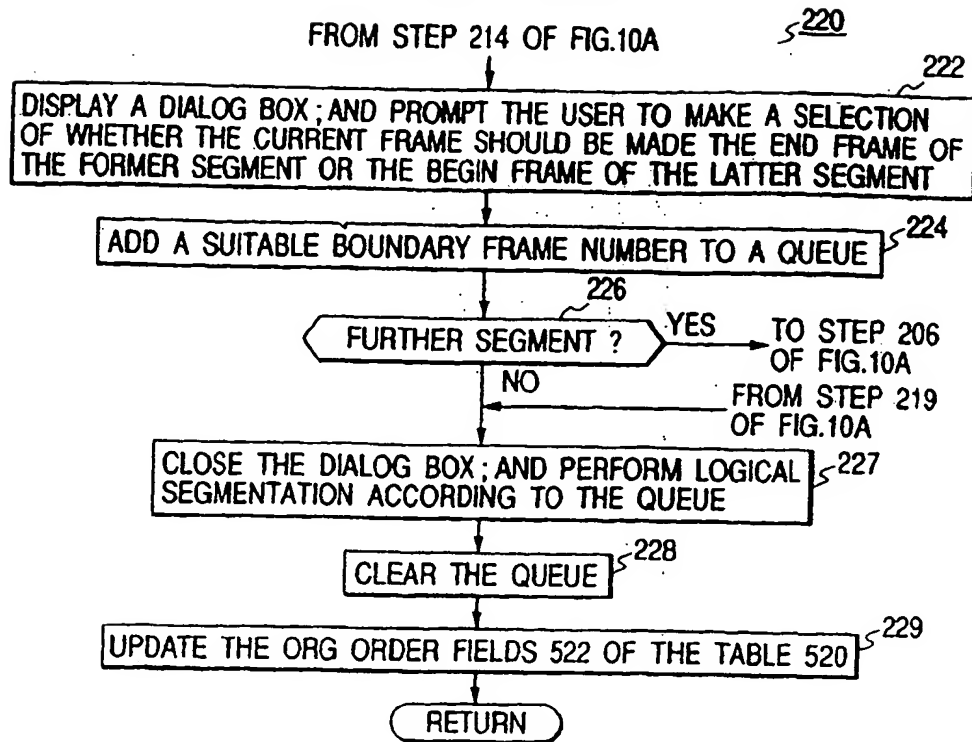 220
FROM STEP 214 OF FIG.10A
222
DISPLAY A DIALOG BOX; AND PROMPT THE USER TO MAKE A SELECTION
OF WHETHER THE CURRENT FRAME SHOULD BE MADE THE END FRAME OF
THE FORMER SEGMENT OR THE BEGIN FRAME OF THE LATTER SEGMENT
224
ADD A SUITABLE BOUNDARY FRAME NUMBER TO A QUEUE
226
FURTHER SEGMENT ?
YES
TO STEP 206
OF FIG.10A
NO
FROM STEP 219
OF FIG.10A
CLOSE THE DIALOG BOX; AND PERFORM LOGICAL
SEGMENTATION ACCORDING TO THE QUEUE
227
228
CLEAR THE QUEUE
229
UPDATE THE ORG ORDER FIELDS 522 OF THE TABLE 520
RETURN